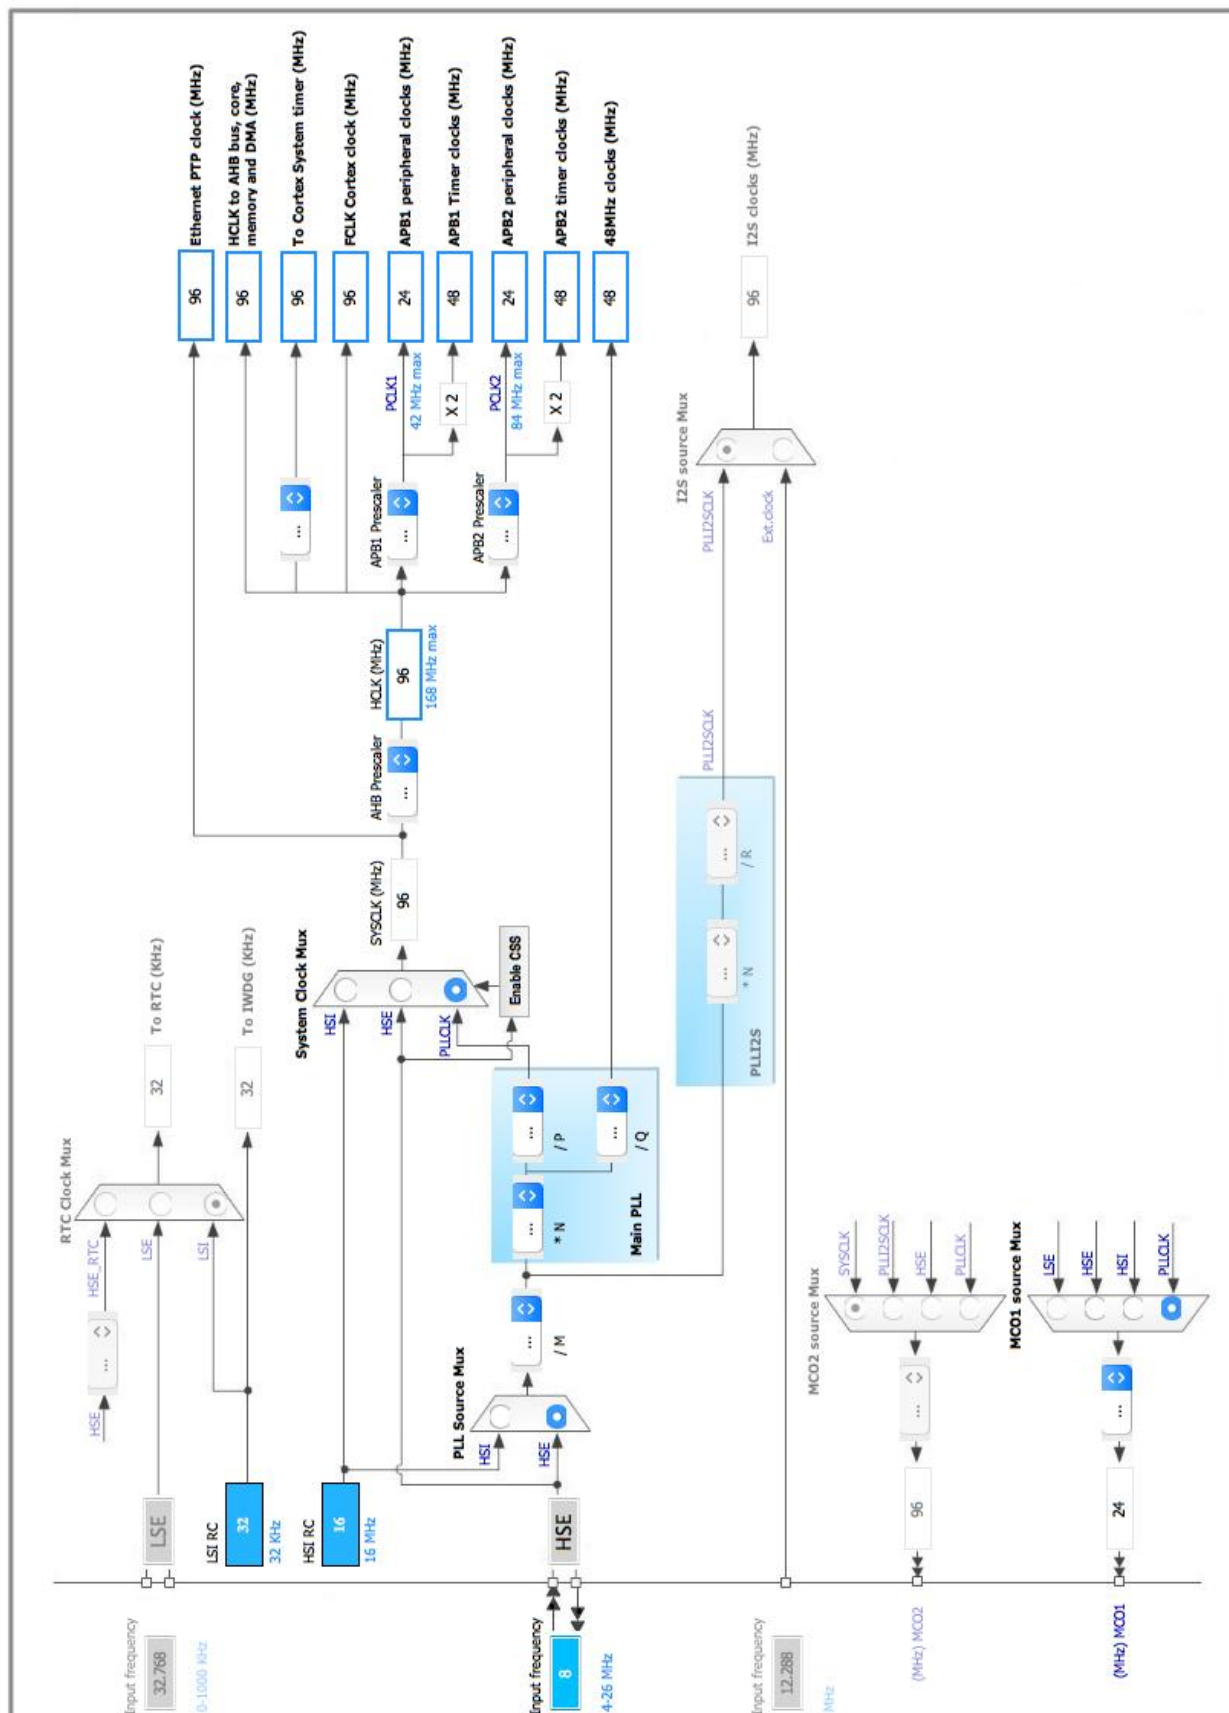 Input frequency
32.768
0-1000 KHz
LSE
LSI RC
32
32 KHz
HSI RC
16
16 MHz
Input frequency
8
4-26 MHz
HSE
Input frequency
12.288
MHz
HSE
...
HSE_RTC
LSE
LSI
RTC Clock Mux
32
To RTC (KHz)
32
To IWDG (KHz)
PLL Source Mux
HSI
HSE
...
/ M
Main PLL
...
* N
...
/ P
...
/ Q
System Clock Mux
HSI
HSE
PLLCLK
Enable CSS
SYSCLK (MHz)
96
AHB Prescaler
...
HCLK (MHz)
96
168 MHz max
...
APB1 Prescaler
...
PCLK1
42 MHz max
X 2
APB2 Prescaler
...
PCLK2
84 MHz max
X 2
96
Ethernet PTP clock (MHz)
96
HCLK to AHB bus, core,
memory and DMA (MHz)
96
To Cortex System timer (MHz)
96
FCLK Cortex clock (MHz)
24
APB1 peripheral clocks (MHz)
48
APB1 Timer clocks (MHz)
24
APB2 peripheral clocks (MHz)
48
APB2 timer clocks (MHz)
48
48MHz clocks (MHz)
PLLI2S
...
* N
...
/ R
PLLI2SCLK
PLLI2SCLK
Ext.clock
I2S source Mux
96
I2S clocks (MHz)
MCO2 source Mux
SYSCLK
PLLI2SCLK
HSE
PLLCLK
...
96
(MHz) MCO2
MCO1 source Mux
LSE
HSE
HSI
PLLCLK
...
24
(MHz) MCO1